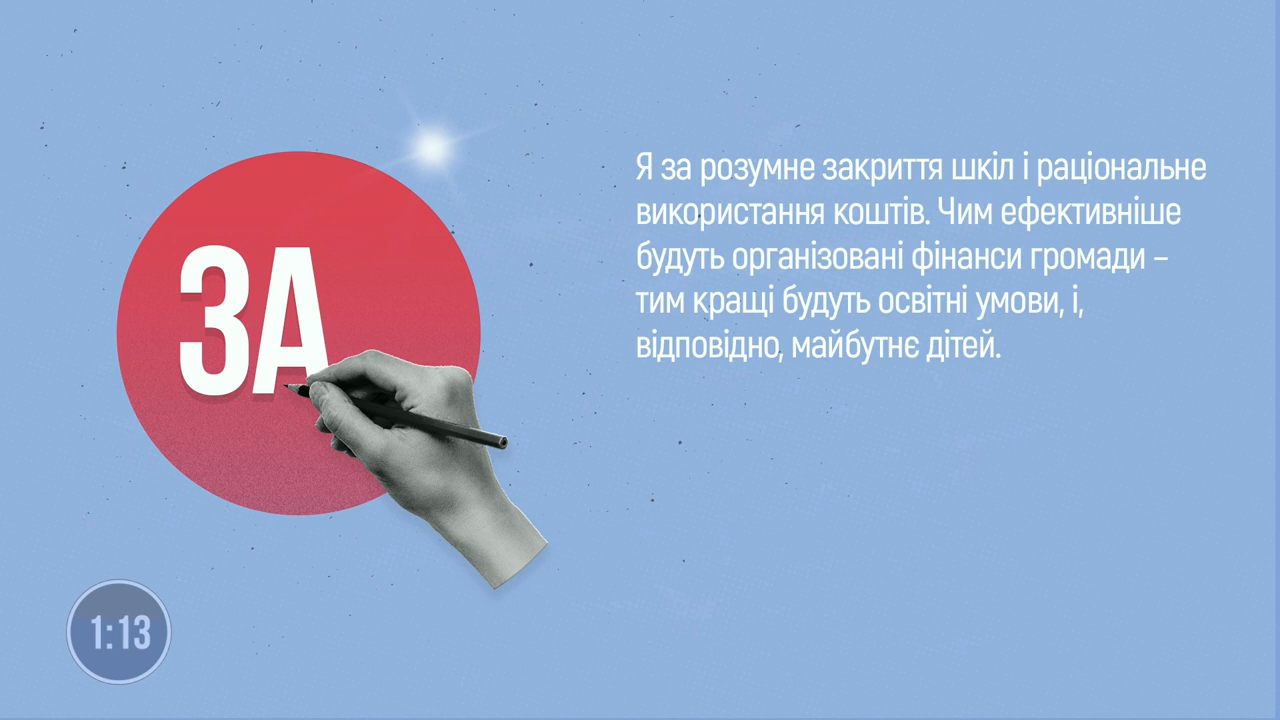 ЗА
Я за розумне закриття шкіл і раціональне
використання коштів. Чим ефективніше
будуть організовані фінанси громади –
тим кращі будуть освітні умови, і,
відповідно, майбутнє дітей.
1:13